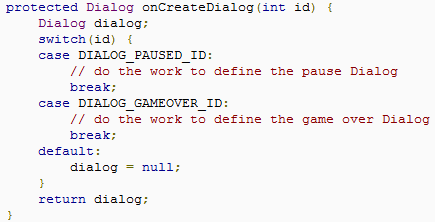 protected Dialog onCreateDialog(int id) {
    Dialog dialog;
    switch(id) {
    case DIALOG_PAUSED_ID:
        // do the work to define the pause Dialog
        break;
    case DIALOG_GAMEOVER_ID:
        // do the work to define the game over Dialog
        break;
    default:
        dialog = null;
    }
    return dialog;
}